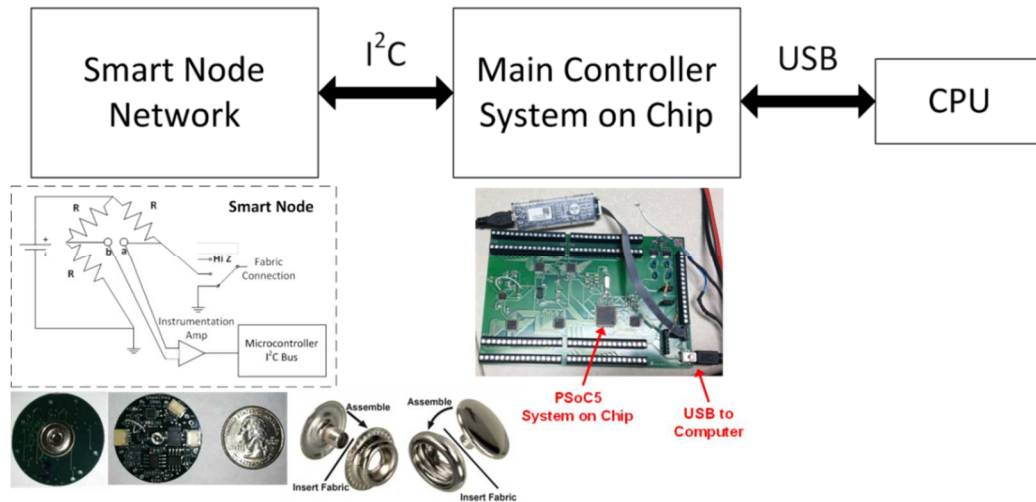 Smart Node
Network
I²C
Main Controller
System on Chip
USB
CPU
Smart Node
R
R
R
b
a
Hi Z
Fabric
Connection
Instrumentation
Amp
Microcontroller
I²C Bus
PSoC5
System on Chip
USB to
Computer
Assemble
Insert Fabric
Assemble
Insert Fabric